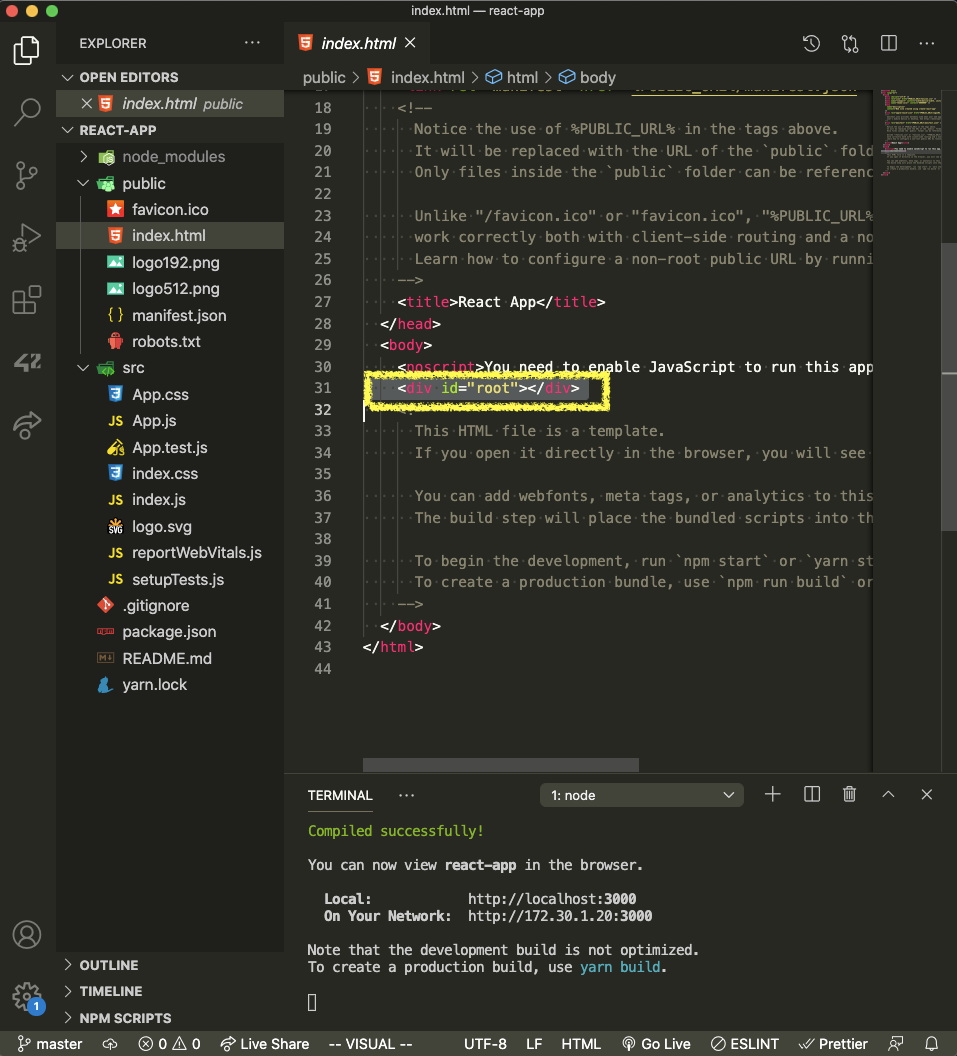 index.html — react-app
EXPLORER
index.html
OPEN EDITORS
index.html public
REACT-APP
node_modules
public
favicon.ico
index.html
logo192.png
logo512.png
manifest.json
robots.txt
src
App.css
App.js
App.test.js
index.css
index.js
logo.svg
reportWebVitals.js
setupTests.js
.gitignore
package.json
README.md
yarn.lock
OUTLINE
TIMELINE
NPM SCRIPTS
public > index.html > html > body
18 <!--
19 Notice the use of %PUBLIC_URL% in the tags above.
20 It will be replaced with the URL of the `public` fold
21 Only files inside the `public` folder can be referenc
22
23 Unlike "/favicon.ico" or "favicon.ico", "%PUBLIC_URL%
24 work correctly both with client-side routing and a no
25 Learn how to configure a non-root public URL by runni
26 -->
27 <title>React App</title>
28 </head>
29 <body>
30 <noscript>You need to enable JavaScript to run this app
31 <div id="root"></div>
32
33 This HTML file is a template.
34 If you open it directly in the browser, you will see
35
36 You can add webfonts, meta tags, or analytics to this
37 The build step will place the bundled scripts into th
38
39 To begin the development, run `npm start` or `yarn st
40 To create a production bundle, use `npm run build` or
41 -->
42 </body>
43 </html>
44
TERMINAL
1: node
Compiled successfully!
You can now view react-app in the browser.
Local: http://localhost:3000
On Your Network: http://172.30.1.20:3000
Note that the development build is not optimized.
To create a production build, use yarn build.
1
master 0 0 Live Share -- VISUAL -- UTF-8 LF HTML Go Live ESLINT Prettier